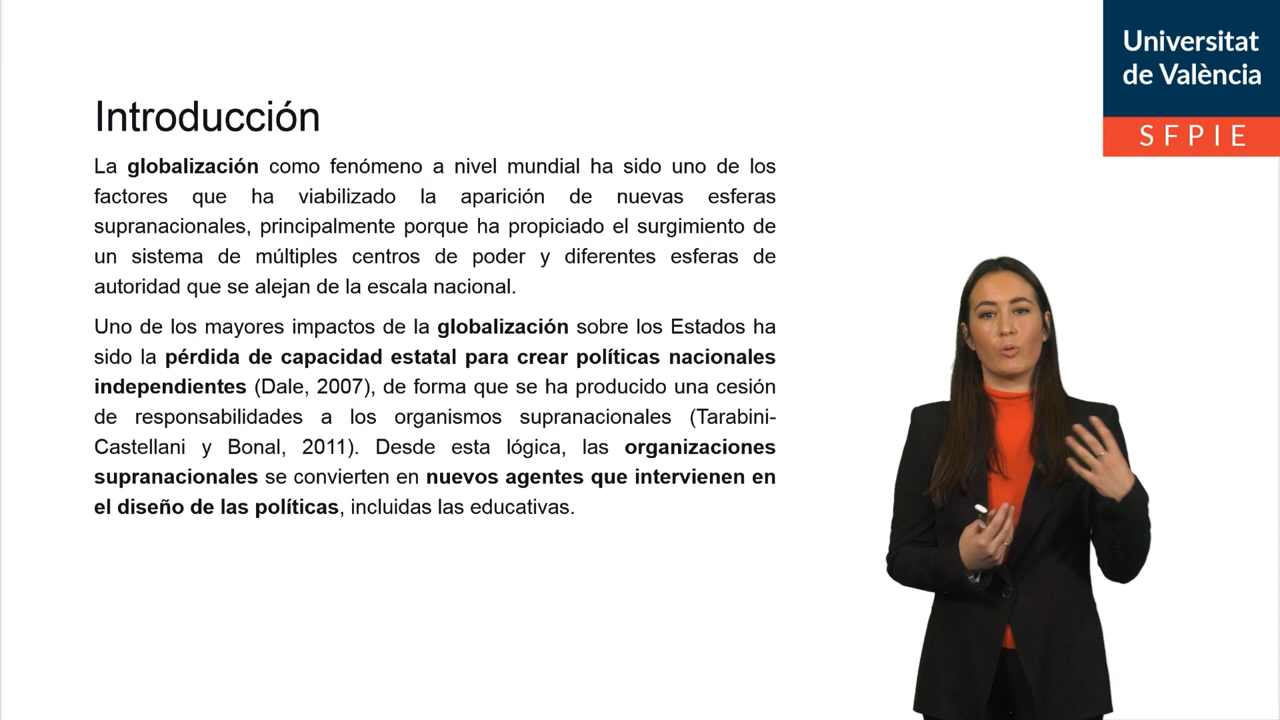 Universitat
de València
SFPIE
Introducción
La globalización como fenómeno a nivel mundial ha sido uno de los
factores que ha viabilizado la aparición de nuevas esferas
supranacionales, principalmente porque ha propiciado el surgimiento de
un sistema de múltiples centros de poder y diferentes esferas de
autoridad que se alejan de la escala nacional.
Uno de los mayores impactos de la globalización sobre los Estados ha
sido la pérdida de capacidad estatal para crear políticas nacionales
independientes (Dale, 2007), de forma que se ha producido una cesión
de responsabilidades a los organismos supranacionales (Tarabini-
Castellani y Bonal, 2011). Desde esta lógica, las organizaciones
supranacionales se convierten en nuevos agentes que intervienen en
el diseño de las políticas, incluidas las educativas.